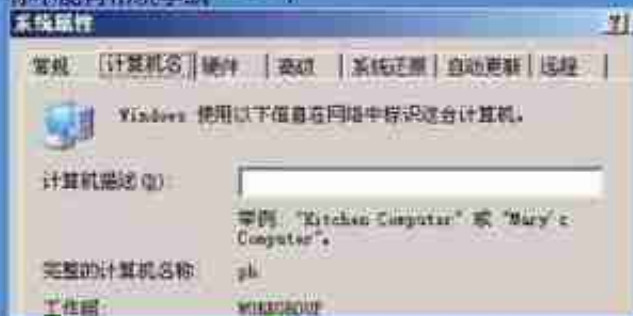 系统属性
常规 计算机名 硬件 高级 系统还原 自动更新 远程
Windows 使用以下信息在网络中标识这台计算机。
计算机描述(D):
举例: "Kitchen Computer" 或 "Mary's
Computer"。
完整的计算机名称: ph
工作组: WORKGROUP